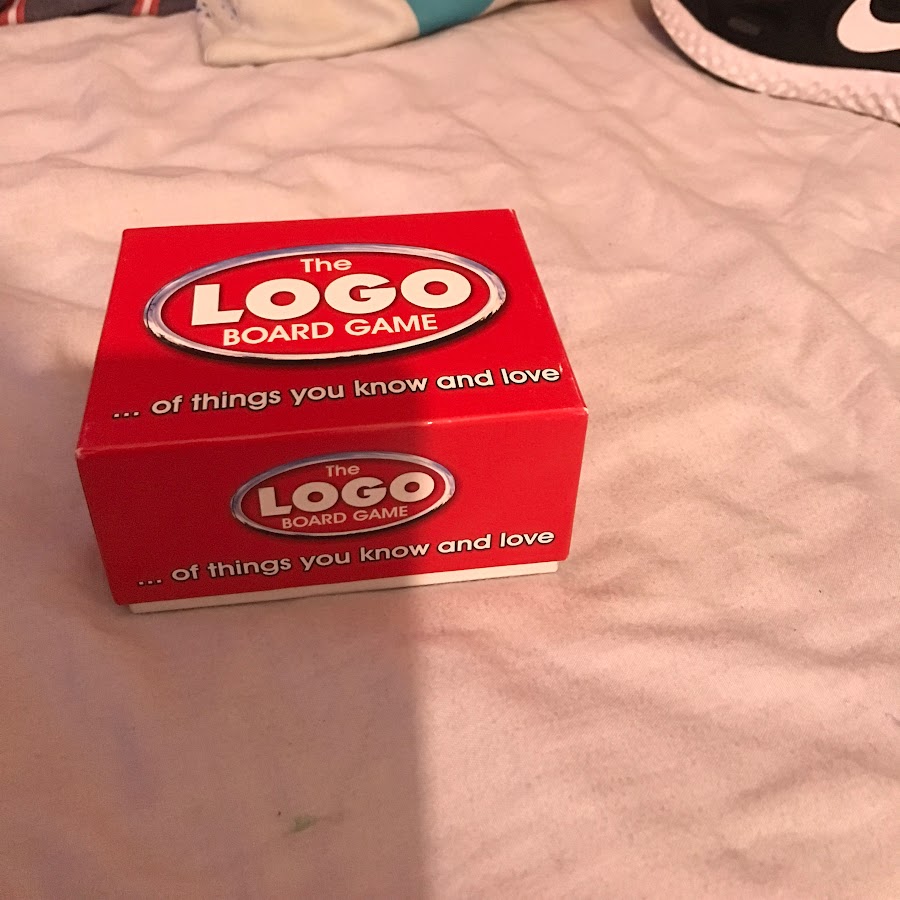 The
LOGO
BOARD GAME
... of things you know and love
The
LOGO
BOARD GAME
... of things you know and love